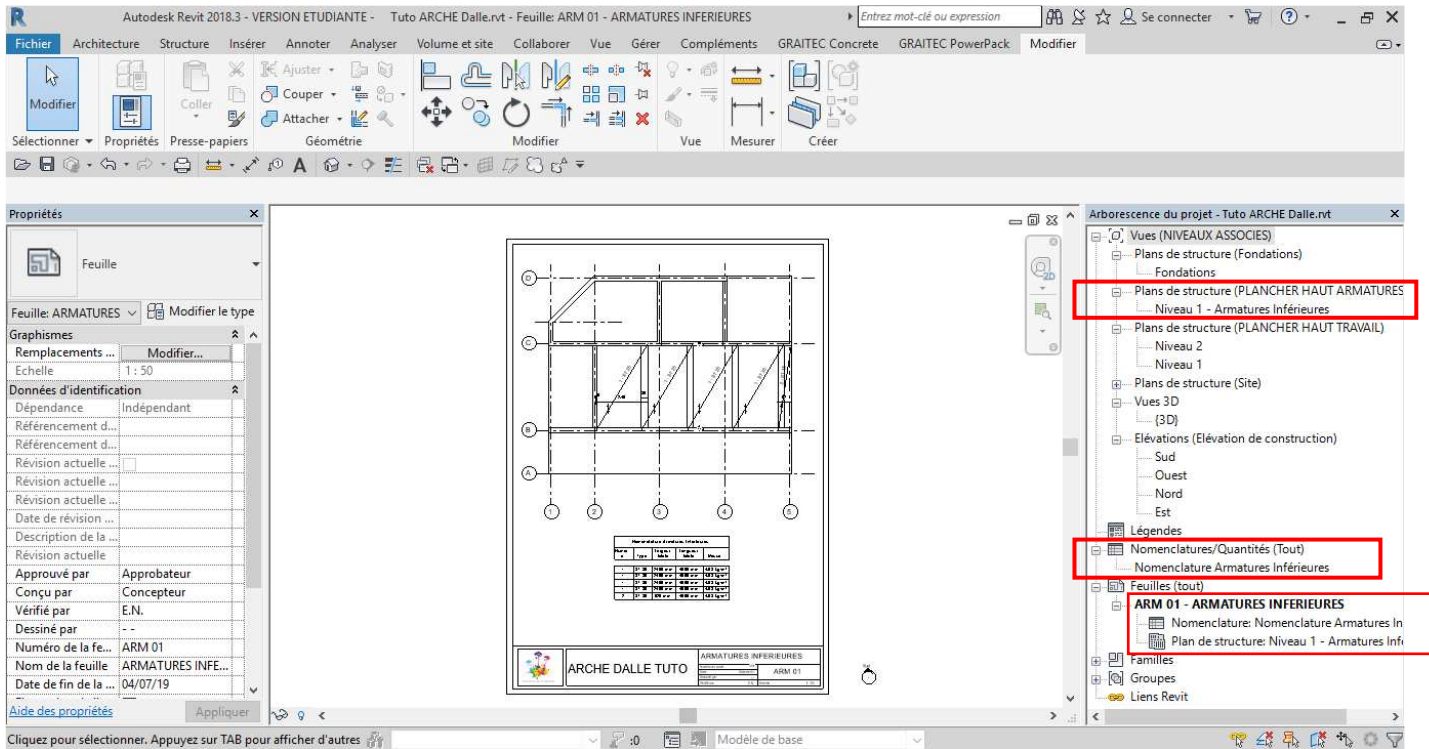 Autodesk Revit 2018.3 - VERSION ETUDIANTE - Tuto ARCHE Dalle.rvt - Feuille: ARM 01 - ARMATURES INFERIEURES
Entrez mot-clé ou expression
Se connecter
Fichier Architecture Structure Insérer Annoter Analyser Volume et site Collaborer Vue Gérer Compléments GRAITEC Concrete GRAITEC PowerPack Modifier
Ajuster
Couper
Modifier
Coller
Attacher
Sélectionner Propriétés Presse-papiers Géométrie Modifier Vue Mesurer Créer
Propriétés
Feuille
Feuille: ARMATURES Modifier le type
Graphismes
Remplacements ... Modifier...
Echelle 1 : 50
Données d'identification
Dépendance Indépendant
Référencement d...
Référencement d...
Révision actuelle ...
Révision actuelle ...
Révision actuelle ...
Date de révision ...
Description de la ...
Révision actuelle
Approuvé par Approbateur
Conçu par Concepteur
Vérifié par E.N.
Dessiné par - -
Numéro de la fe... ARM 01
Nom de la feuille ARMATURES INFE...
Date de fin de la ... 04/07/19
Aide des propriétés Appliquer
D
C
B
A
1 2 3 4 5
ARCHE DALLE TUTO
ARMATURES INFERIEURES
ARM 01
2D
Arborescence du projet - Tuto ARCHE Dalle.rvt
Vues (NIVEAUX ASSOCIES)
Plans de structure (Fondations)
Fondations
Plans de structure (PLANCHER HAUT ARMATURES
Niveau 1 - Armatures Inférieures
Plans de structure (PLANCHER HAUT TRAVAIL)
Niveau 2
Niveau 1
Plans de structure (Site)
Vues 3D
{3D}
Elévations (Elévation de construction)
Sud
Ouest
Nord
Est
Légendes
Nomenclatures/Quantités (Tout)
Nomenclature Armatures Inférieures
Feuilles (tout)
ARM 01 - ARMATURES INFERIEURES
Nomenclature: Nomenclature Armatures In
Plan de structure: Niveau 1 - Armatures Infé
Familles
Groupes
Liens Revit
Cliquez pour sélectionner. Appuyez sur TAB pour afficher d'autres
:0
Modèle de base